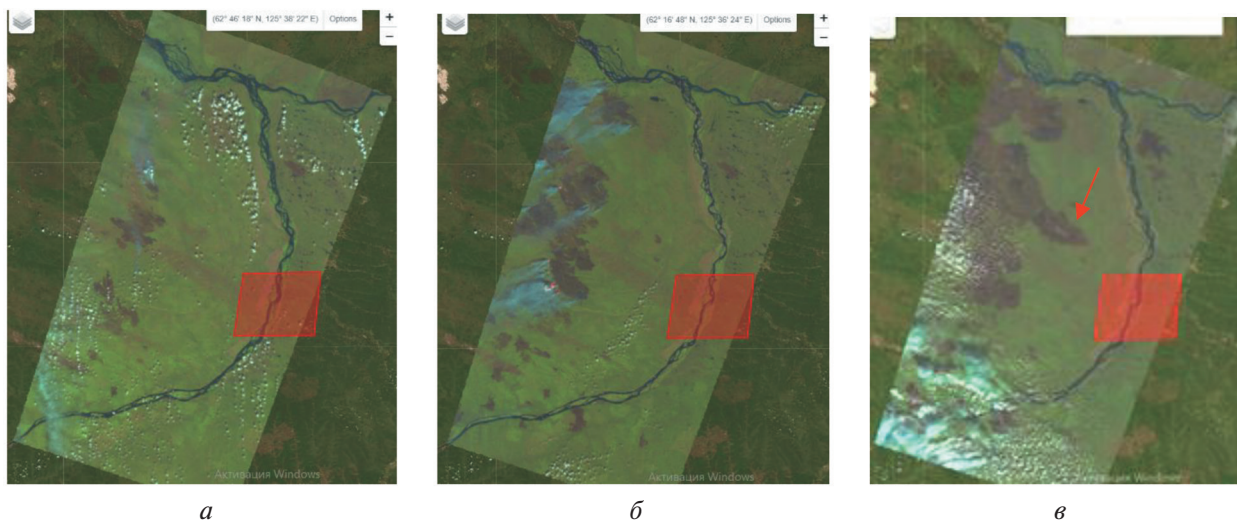 (62° 46' 18" N, 125° 38' 22" E) Options + −
(62° 16' 48" N, 125° 36' 24" E) Options + −
Активация Windows
Активация Windows
Активация Windows
а
б
в